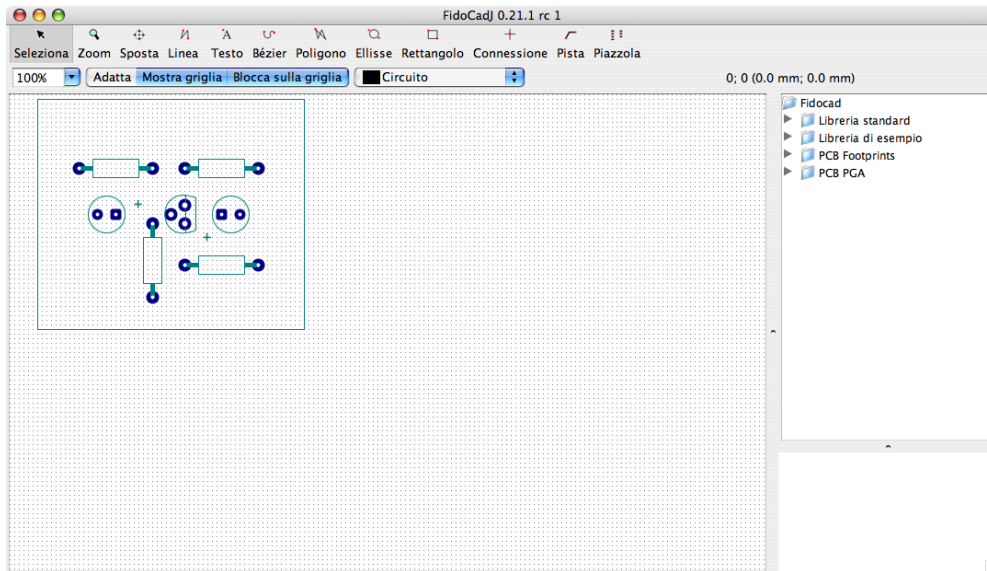 FidoCadJ 0.21.1 rc 1
Seleziona Zoom Sposta Linea Testo Bézier Poligono Ellisse Rettangolo Connessione Pista Piazzola
100% Adatta Mostra griglia Blocca sulla griglia Circuito 0; 0 (0.0 mm; 0.0 mm)
Fidocad
Libreria standard
Libreria di esempio
PCB Footprints
PCB PGA